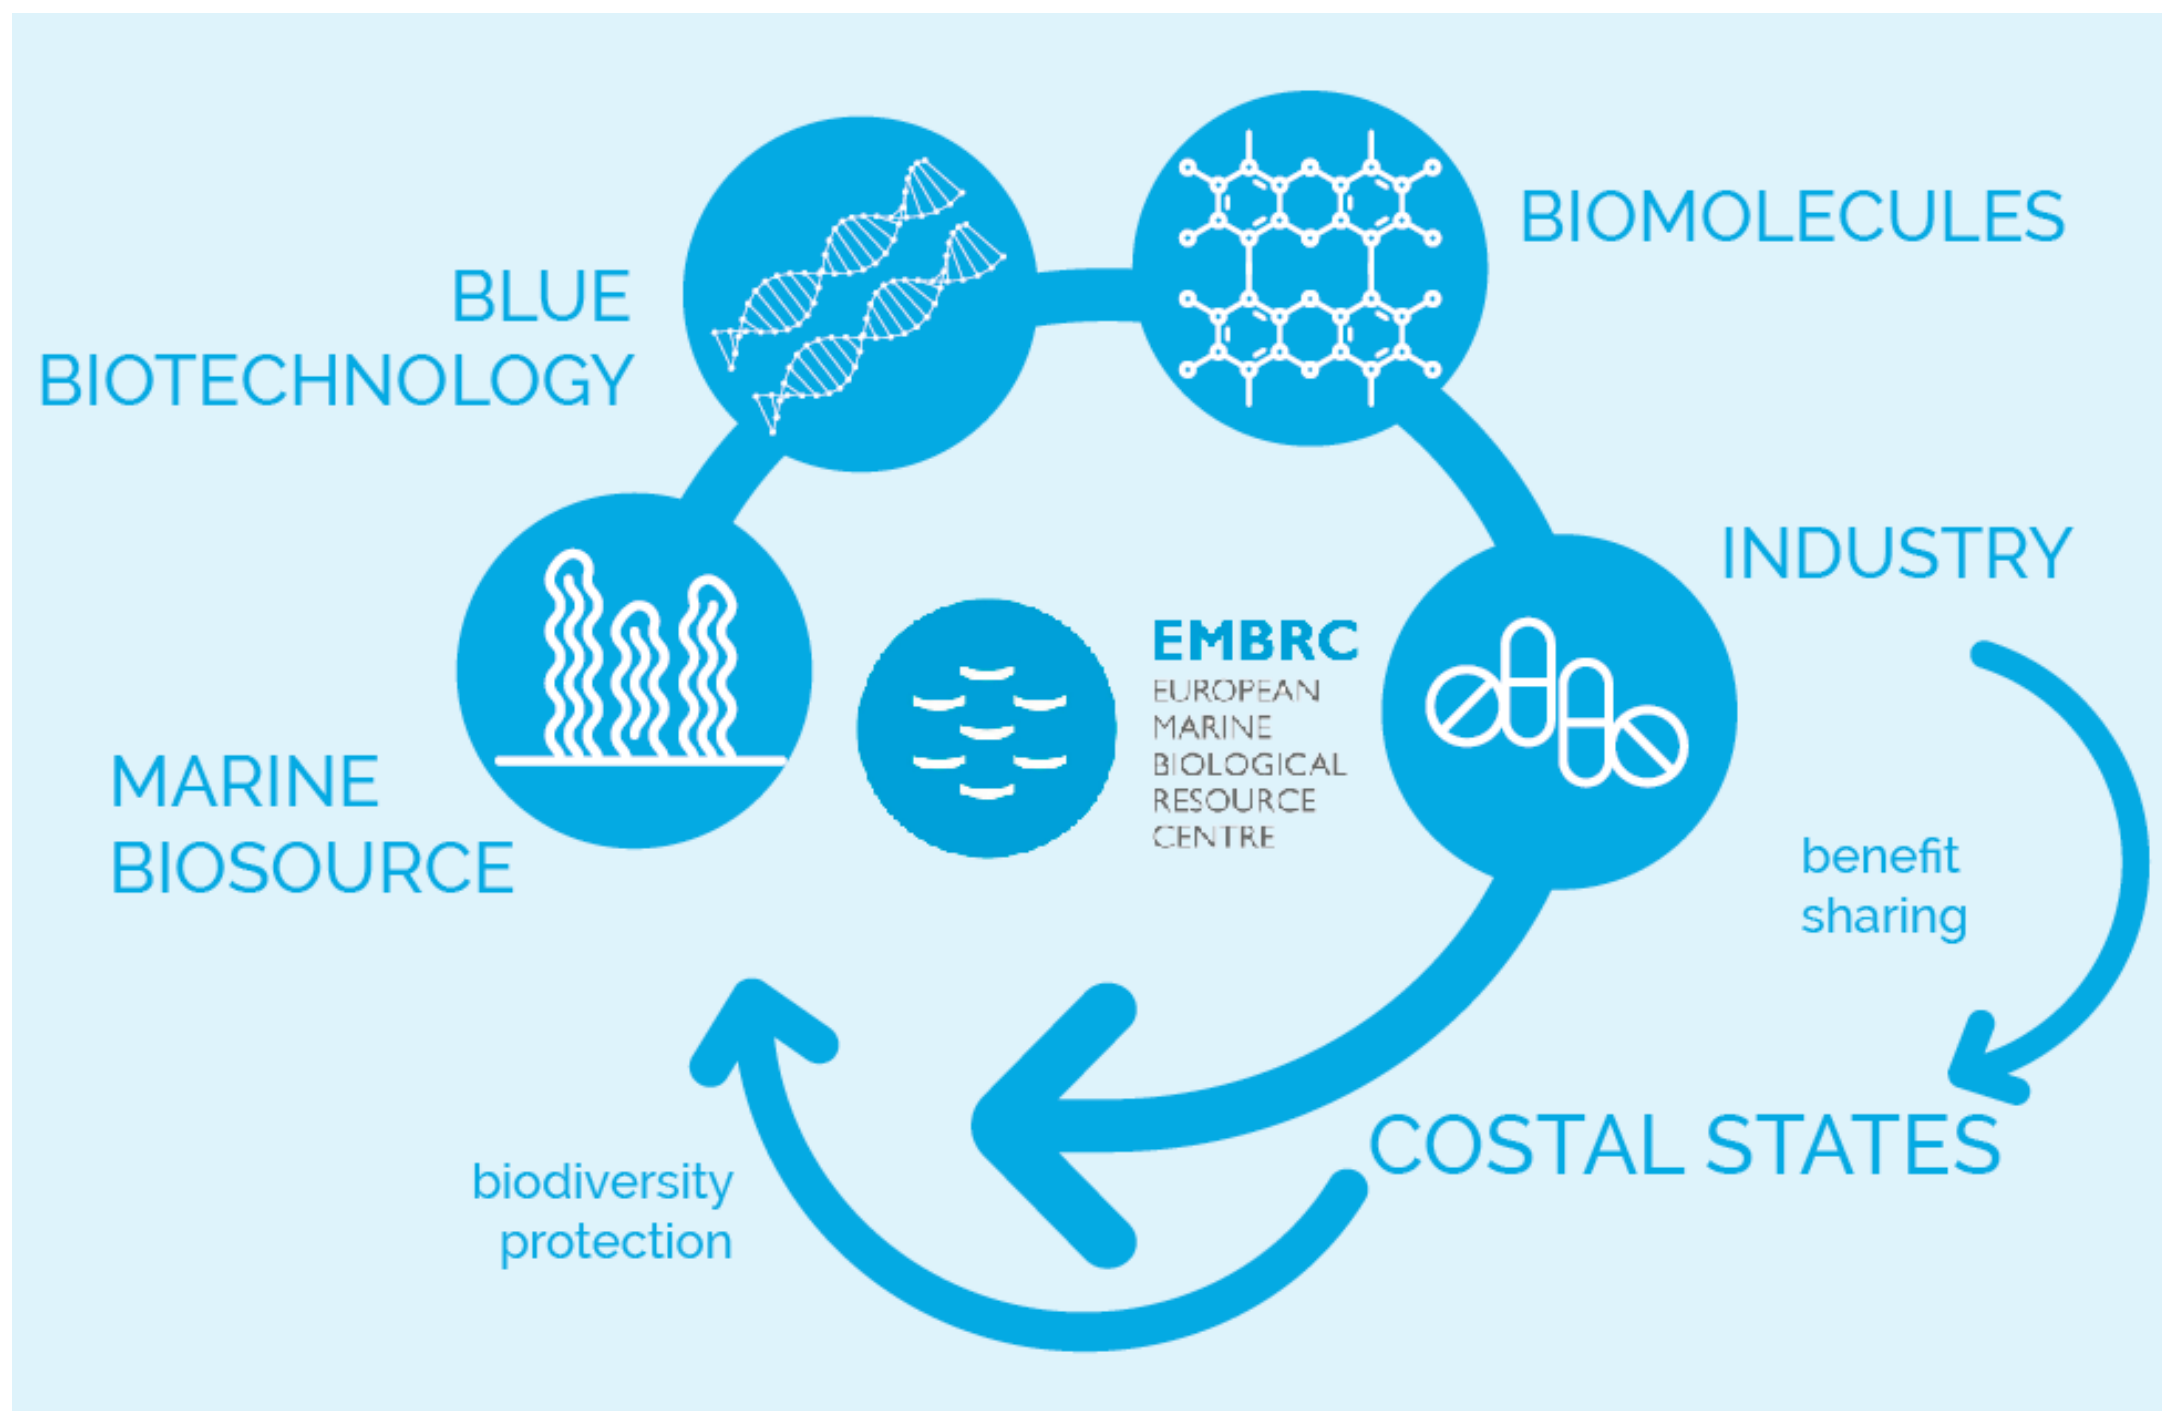 BIOMOLECULES
BLUE
BIOTECHNOLOGY
INDUSTRY
EMBRC
EUROPEAN
MARINE
BIOLOGICAL
RESOURCE
CENTRE
MARINE
BIOSOURCE
benefit
sharing
COSTAL STATES
biodiversity
protection